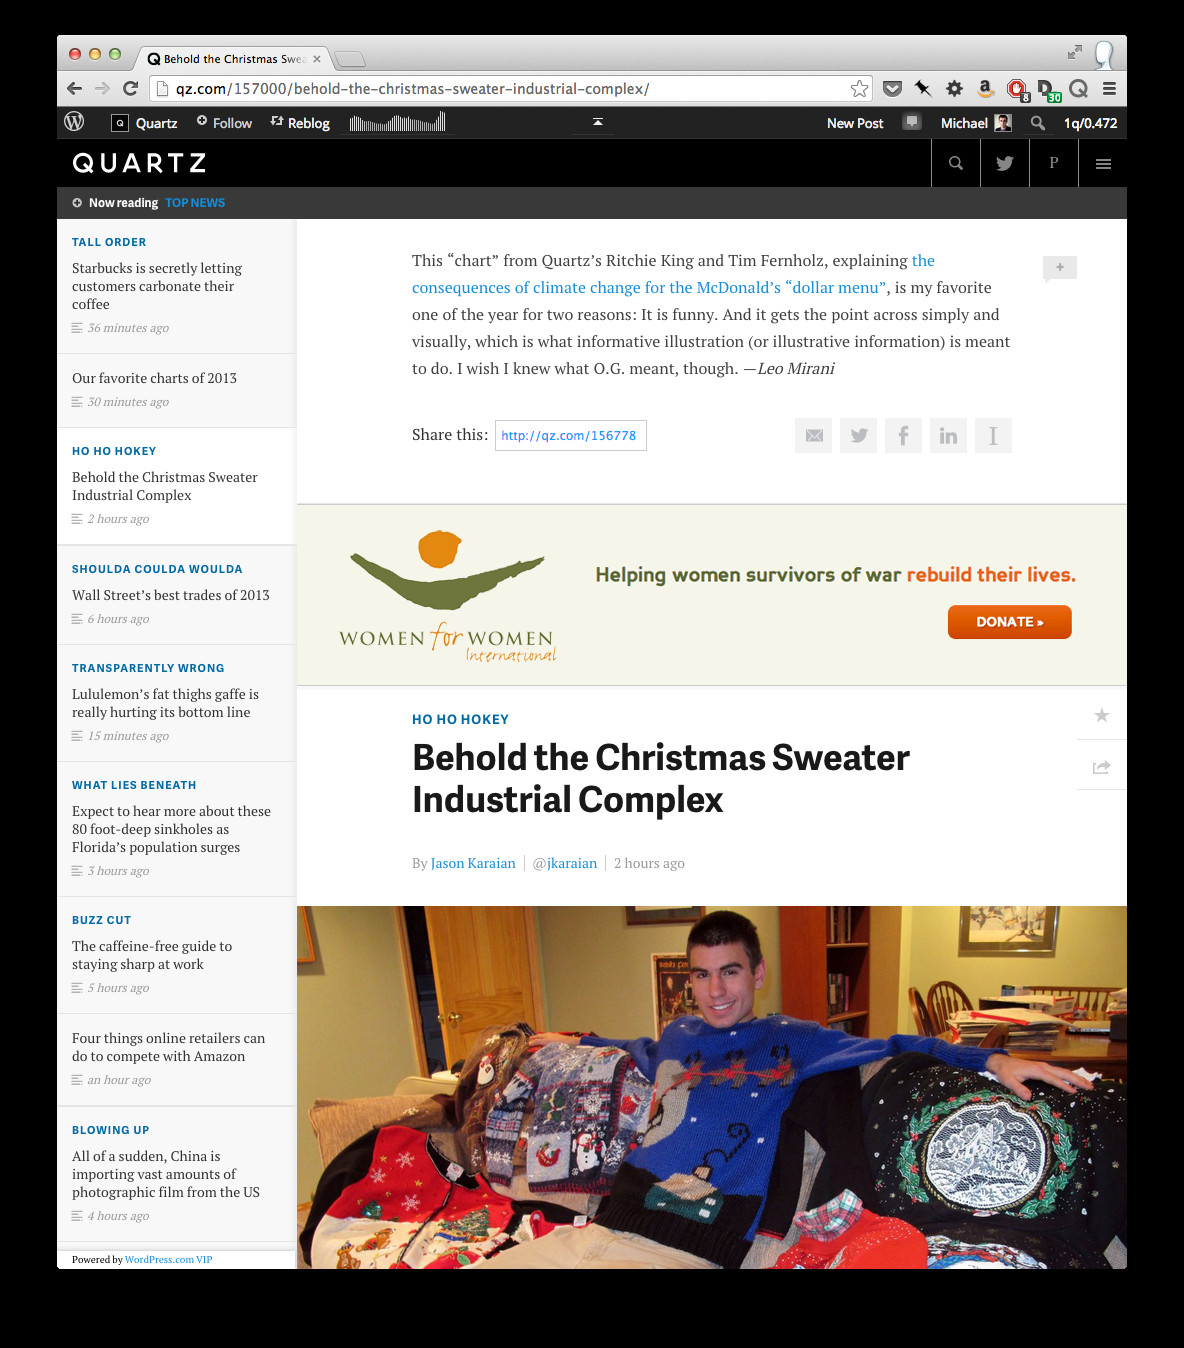 Behold the Christmas Swea
qz.com/157000/behold-the-christmas-sweater-industrial-complex/
8
30
Quartz
Follow
Reblog
New Post
Michael
1q/0.472
QUARTZ
P
Now reading TOP NEWS
TALL ORDER
Starbucks is secretly letting
customers carbonate their
coffee
36 minutes ago
Our favorite charts of 2013
30 minutes ago
HO HO HOKEY
Behold the Christmas Sweater
Industrial Complex
2 hours ago
SHOULDA COULDA WOULDA
Wall Street’s best trades of 2013
6 hours ago
TRANSPARENTLY WRONG
Lululemon’s fat thighs gaffe is
really hurting its bottom line
15 minutes ago
WHAT LIES BENEATH
Expect to hear more about these
80 foot-deep sinkholes as
Florida’s population surges
3 hours ago
BUZZ CUT
The caffeine-free guide to
staying sharp at work
5 hours ago
Four things online retailers can
do to compete with Amazon
an hour ago
BLOWING UP
All of a sudden, China is
importing vast amounts of
photographic film from the US
4 hours ago
Powered by WordPress.com VIP
This “chart” from Quartz’s Ritchie King and Tim Fernholz, explaining the
consequences of climate change for the McDonald’s “dollar menu”, is my favorite
one of the year for two reasons: It is funny. And it gets the point across simply and
visually, which is what informative illustration (or illustrative information) is meant
to do. I wish I knew what O.G. meant, though. —Leo Mirani
Share this: http://qz.com/156778
Helping women survivors of war rebuild their lives.
DONATE »
WOMEN for WOMEN
International
HO HO HOKEY
Behold the Christmas Sweater
Industrial Complex
By Jason Karaian | @jkaraian | 2 hours ago